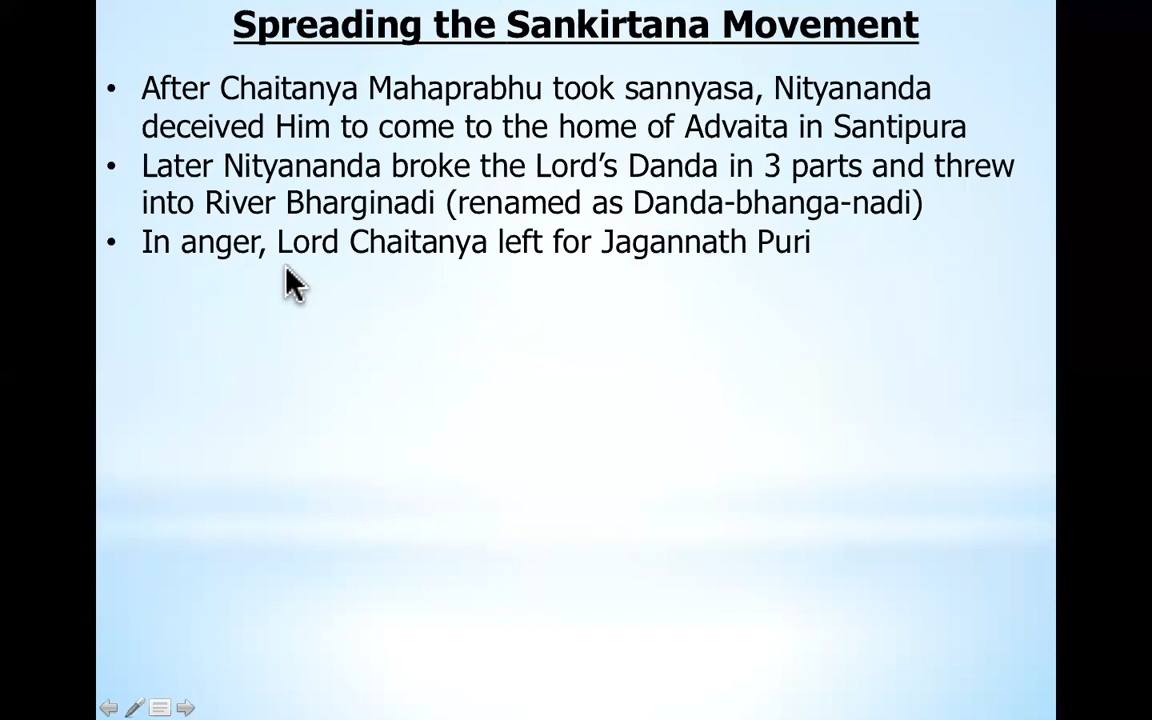 Spreading the Sankirtana Movement
• After Chaitanya Mahaprabhu took sannyasa, Nityananda
deceived Him to come to the home of Advaita in Santipura
• Later Nityananda broke the Lord’s Danda in 3 parts and threw
into River Bharginadi (renamed as Danda-bhanga-nadi)
• In anger, Lord Chaitanya left for Jagannath Puri